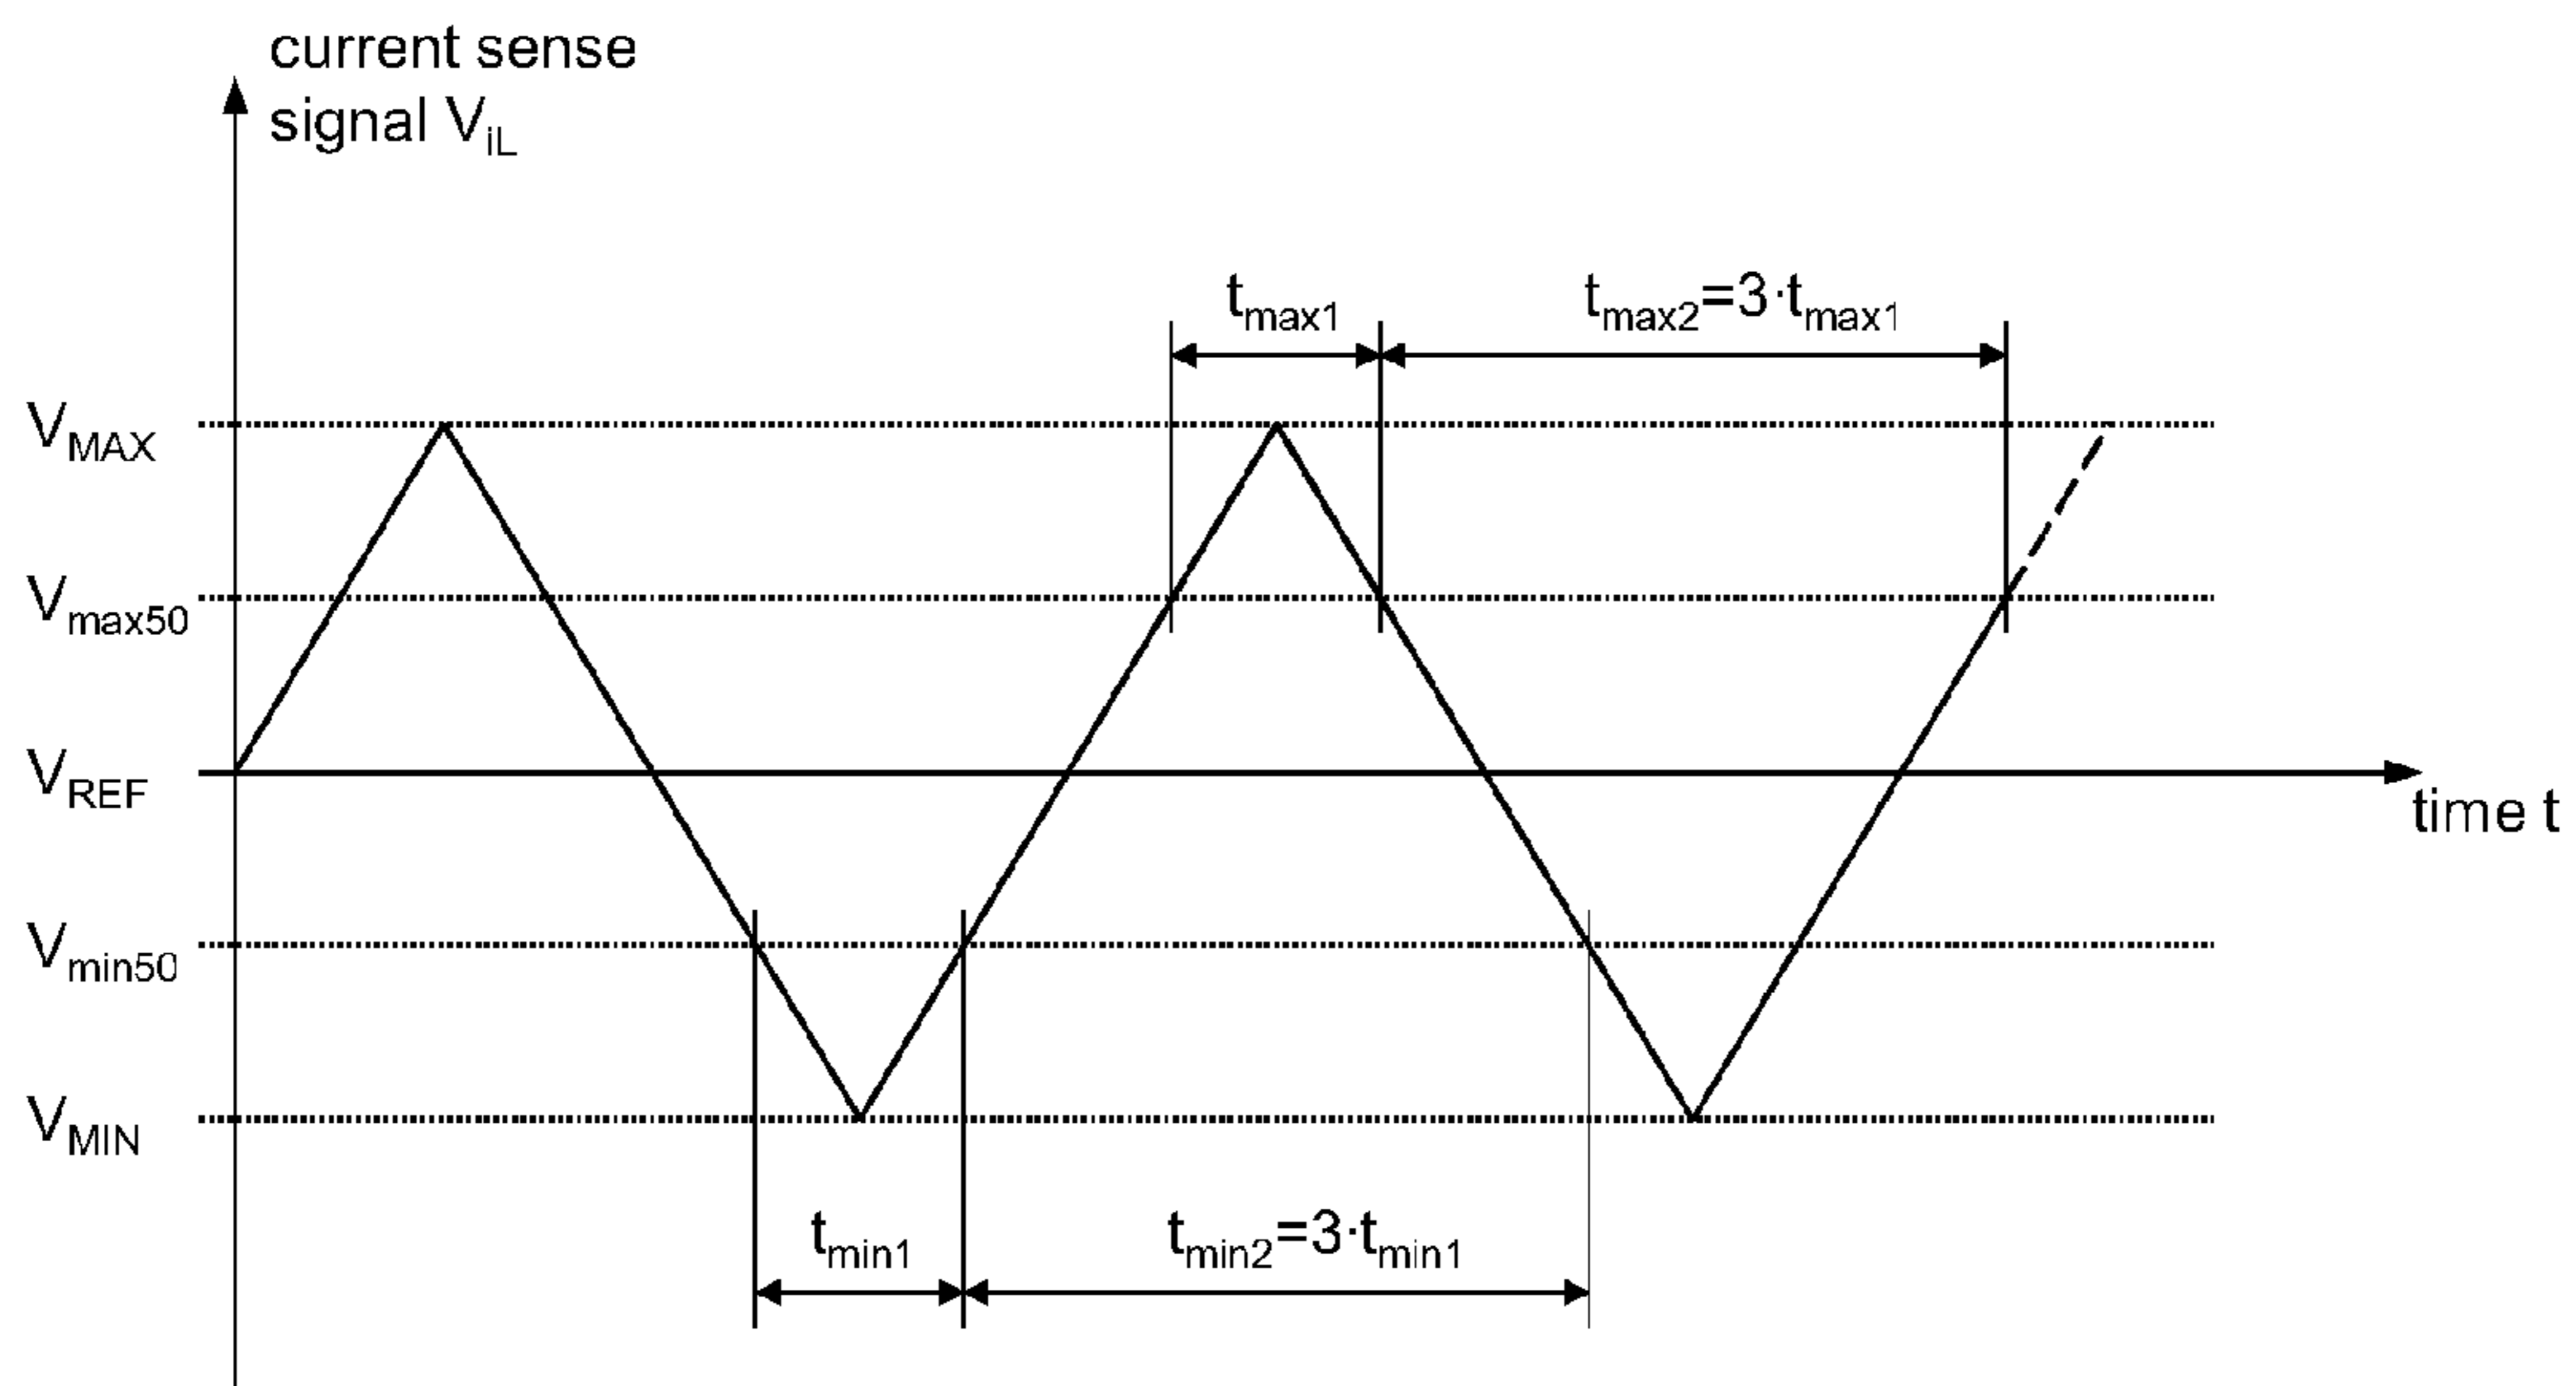 current sense
signal ViL
tmax1
tmax2=3·tmax1
VMAX
Vmax50
VREF
time t
Vmin50
VMIN
tmin1
tmin2=3·tmin1